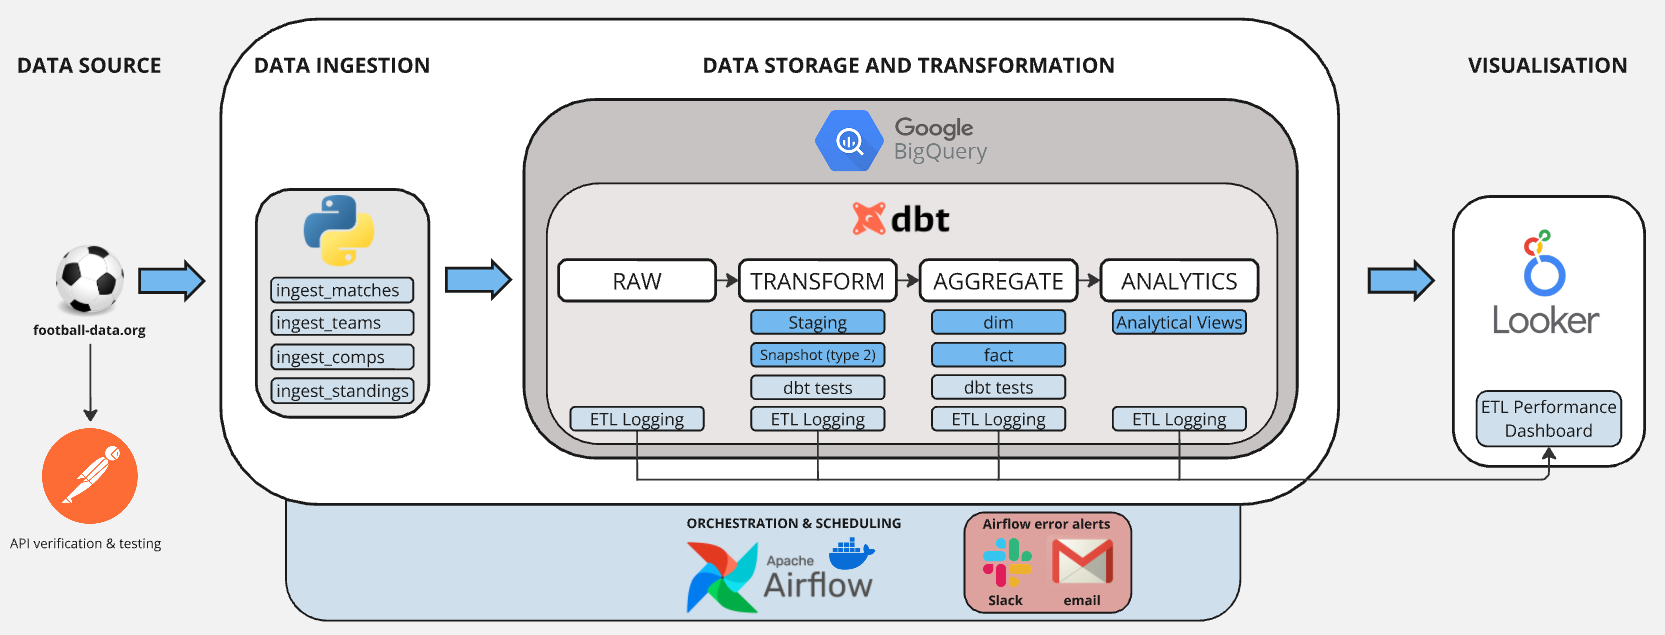 DATA SOURCE
DATA INGESTION
DATA STORAGE AND TRANSFORMATION
VISUALISATION
football-data.org
API verification & testing
ingest_matches
ingest_teams
ingest_comps
ingest_standings
Google
BigQuery
dbt
RAW
TRANSFORM
AGGREGATE
ANALYTICS
Staging
dim
Analytical Views
Snapshot (type 2)
fact
dbt tests
dbt tests
ETL Logging
ETL Logging
ETL Logging
ETL Logging
Looker
ETL Performance
Dashboard
ORCHESTRATION & SCHEDULING
Apache
Airflow
Airflow error alerts
Slack
email